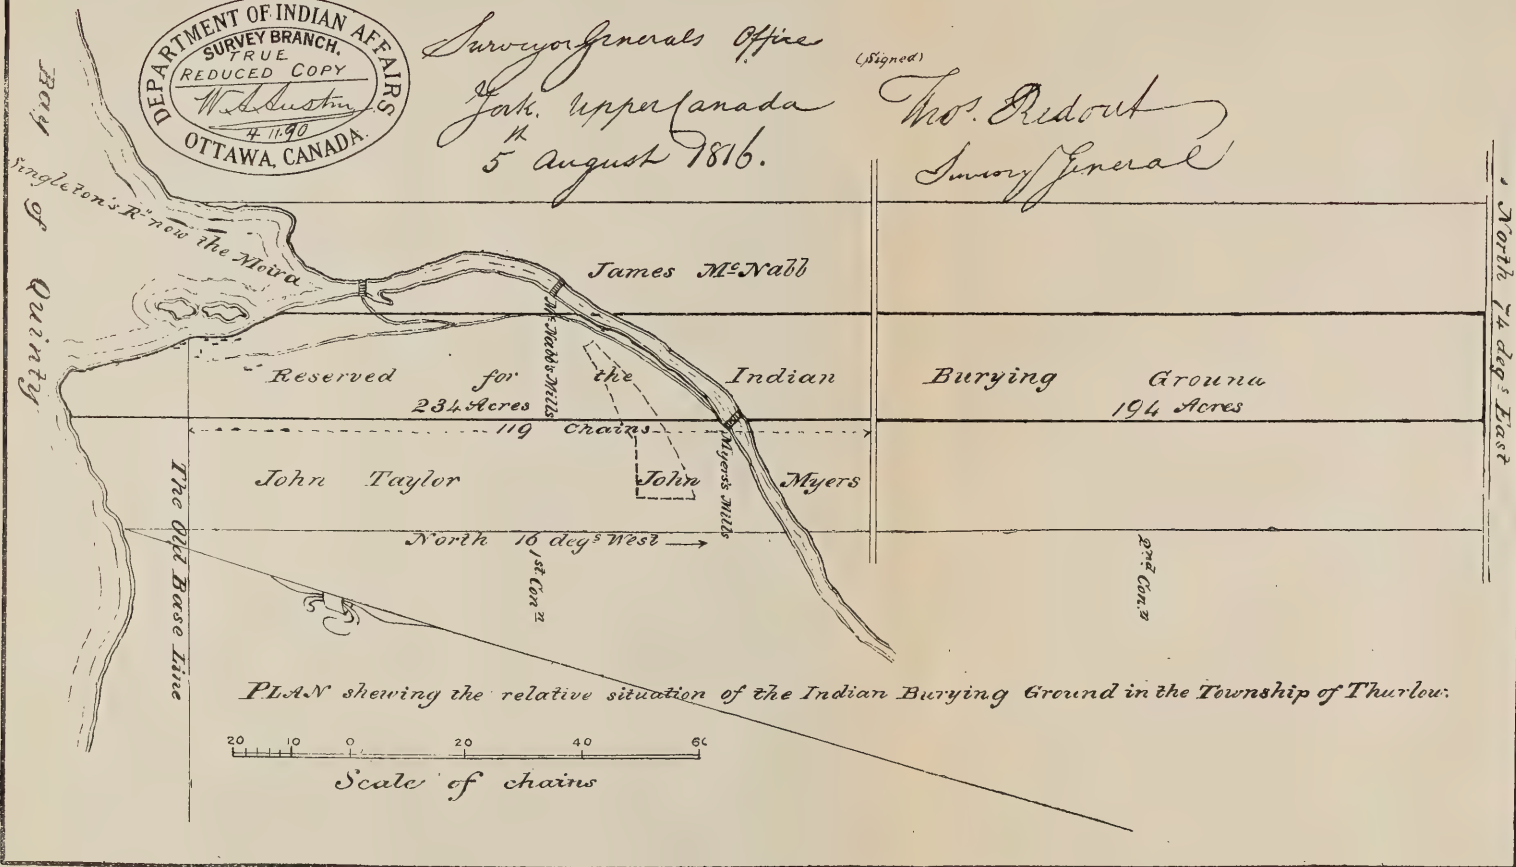 DEPARTMENT OF INDIAN AFFAIRS
SURVEY BRANCH.
TRUE
REDUCED COPY
W A Austin
4.11.90
OTTAWA, CANADA.
Surveyor Generals Office
York, Upper Canada
5th August 1816.
(Signed)
Thos. Ridout
Surveyor General
Bay of Quinty
Singleton's Rr now the Moira
James McNabb
McNabb's Mills
Reserved for the Indian Burying Ground
234 Acres
194 Acres
119 Chains
John Taylor
John Myers
Myers's Mills
North 16 degs West
1st Conn
2nd Con.n
The Old Base Line
North 74 degs East
PLAN shewing the relative situation of the Indian Burying Ground in the Township of Thurlow.
20 10 0 20 40 60
Scale of chains